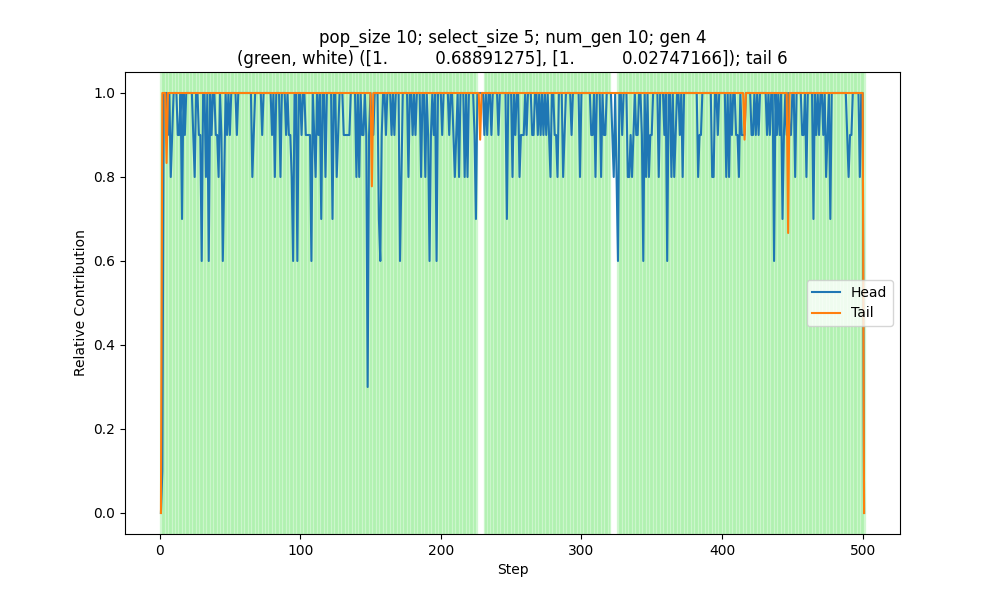 pop_size 10; select_size 5; num_gen 10; gen 4
(green, white) ([1. 0.68891275], [1. 0.02747166]); tail 6
1.0
0.8
0.6
0.4
0.2
0.0
Relative Contribution
Head
Tail
0 100 200 300 400 500
Step